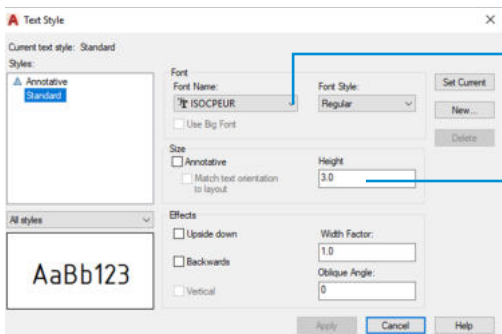 A Text Style
Current text style: Standard
Styles:
Annotative
Standard
Font
Font Name:
ISOCPEUR
Font Style:
Regular
Use Big Font
Size
Annotative
Match text orientation
to layout
Height
3.0
Set Current
New...
Delete
All styles
AaBb123
Effects
Upside down
Backwards
Vertical
Width Factor:
1.0
Oblique Angle:
0
Apply
Cancel
Help